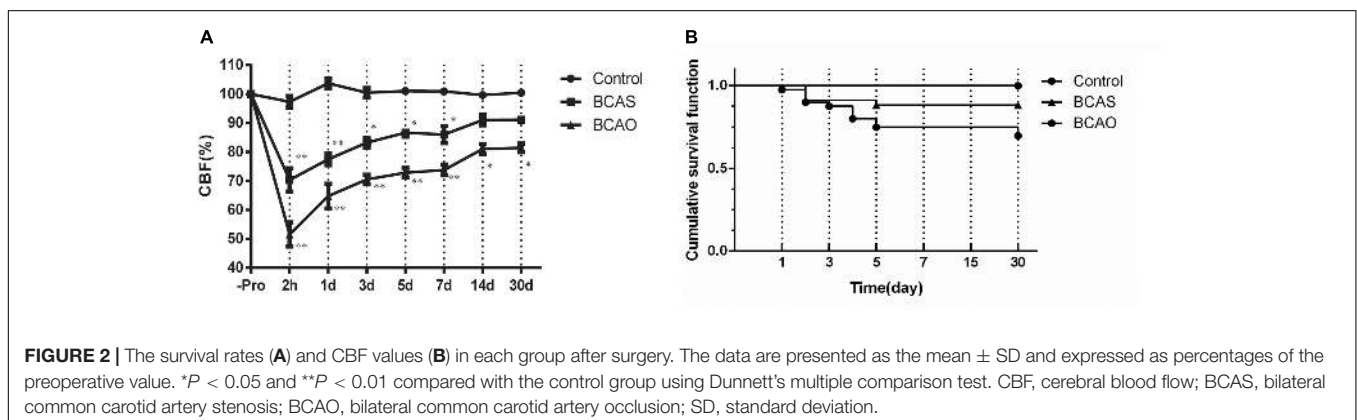 A
110
100
90
80
70
60
50
40
CBF(%)
-Pro 2h 1d 3d 5d 7d 14d 30d
** ** * * *
** ** ** ** ** * *
Control
BCAS
BCAO
B
1.0
0.5
0.0
Cumulative survival function
1 3 5 7 15 30
Time(day)
Control
BCAS
BCAO
FIGURE 2 | The survival rates (A) and CBF values (B) in each group after surgery. The data are presented as the mean ± SD and expressed as percentages of the
preoperative value. *P < 0.05 and **P < 0.01 compared with the control group using Dunnett's multiple comparison test. CBF, cerebral blood flow; BCAS, bilateral
common carotid artery stenosis; BCAO, bilateral common carotid artery occlusion; SD, standard deviation.